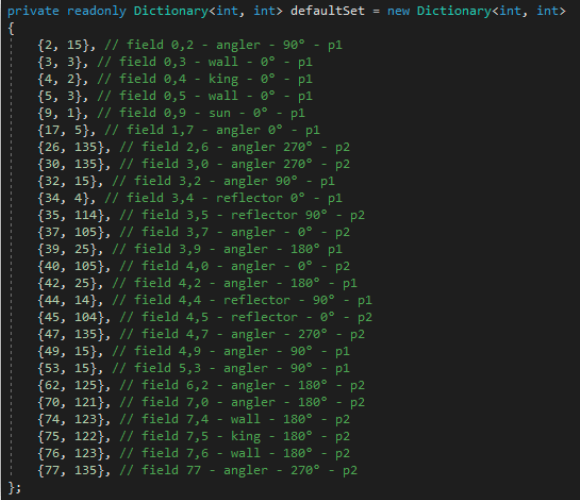 private readonly Dictionary<int, int> defaultSet = new Dictionary<int, int>
{
{2, 15}, // field 0,2 - angler - 90° - p1
{3, 3}, // field 0,3 - wall - 0° - p1
{4, 2}, // field 0,4 - king - 0° - p1
{5, 3}, // field 0,5 - wall - 0° - p1
{9, 1}, // field 0,9 - sun - 0° - p1
{17, 5}, // field 1,7 - angler 0° - p1
{26, 135}, // field 2,6 - angler 270° - p2
{30, 135}, // field 3,0 - angler 270° - p2
{32, 15}, // field 3,2 - angler 90° - p1
{34, 4}, // field 3,4 - reflector 0° - p1
{35, 114}, // field 3,5 - reflector 90° - p2
{37, 105}, // field 3,7 - angler - 0° - p2
{39, 25}, // field 3,9 - angler - 180° p1
{40, 105}, // field 4,0 - angler - 0° - p2
{42, 25}, // field 4,2 - angler - 180° - p1
{44, 14}, // field 4,4 - reflector - 90° - p1
{45, 104}, // field 4,5 - reflector - 0° - p2
{47, 135}, // field 4,7 - angler - 270° - p2
{49, 15}, // field 4,9 - angler - 90° - p1
{53, 15}, // field 5,3 - angler - 90° - p1
{62, 125}, // field 6,2 - angler - 180° - p2
{70, 121}, // field 7,0 - angler - 180° - p2
{74, 123}, // field 7,4 - wall - 180° - p2
{75, 122}, // field 7,5 - king - 180° - p2
{76, 123}, // field 7,6 - wall - 180° - p2
{77, 135}, // field 77 - angler - 270° - p2
};